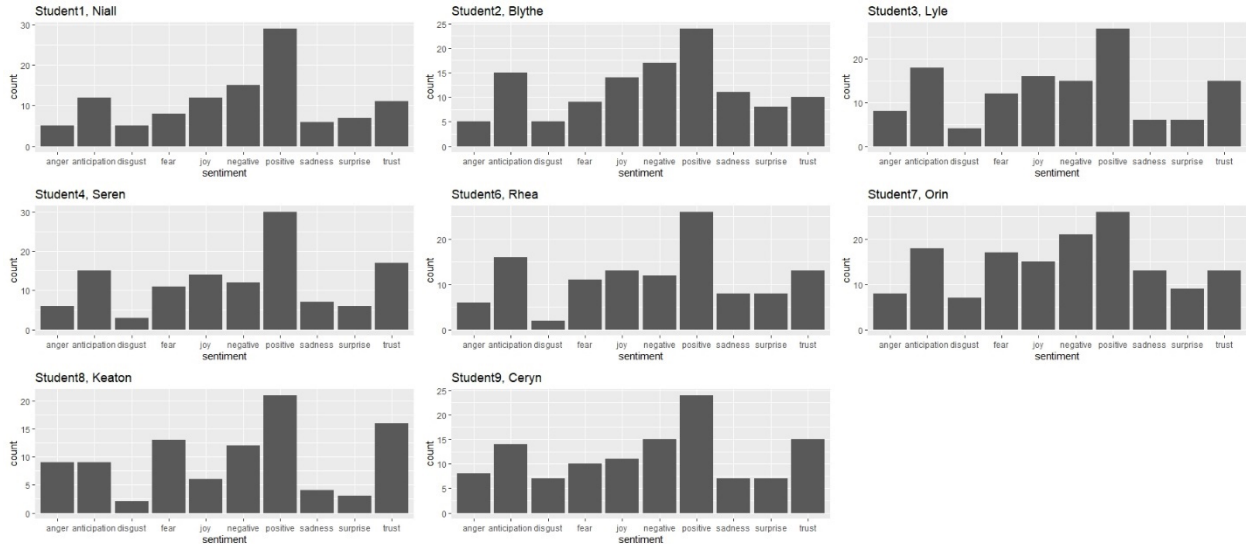 Student1, Niall
30
20
10
0
count
anger anticipation disgust fear joy negative positive sadness surprise trust
sentiment
Student2, Blythe
25
20
15
10
5
0
count
anger anticipation disgust fear joy negative positive sadness surprise trust
sentiment
Student3, Lyle
20
10
0
count
anger anticipation disgust fear joy negative positive sadness surprise trust
sentiment
Student4, Seren
30
20
10
0
count
anger anticipation disgust fear joy negative positive sadness surprise trust
sentiment
Student6, Rhea
20
10
0
count
anger anticipation disgust fear joy negative positive sadness surprise trust
sentiment
Student7, Orin
20
10
0
count
anger anticipation disgust fear joy negative positive sadness surprise trust
sentiment
Student8, Keaton
20
15
10
5
0
count
anger anticipation disgust fear joy negative positive sadness surprise trust
sentiment
Student9, Ceryn
25
20
15
10
5
0
count
anger anticipation disgust fear joy negative positive sadness surprise trust
sentiment